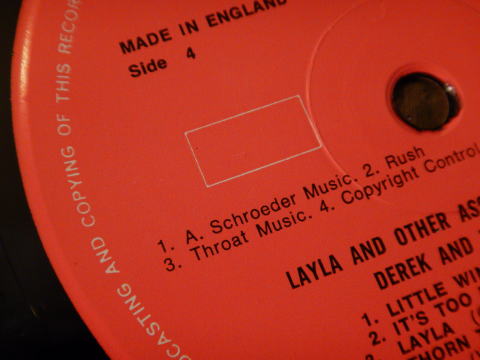 MADE IN ENGLAND
Side 4
DCASTING AND COPYING OF THIS RECOR
1. A. Schroeder Music. 2. Rush
3. Throat Music. 4. Copyright Control
LAYLA AND OTHER ASS
DEREK AND
1. LITTLE WIN
2. IT'S TOO
3. LAYLA